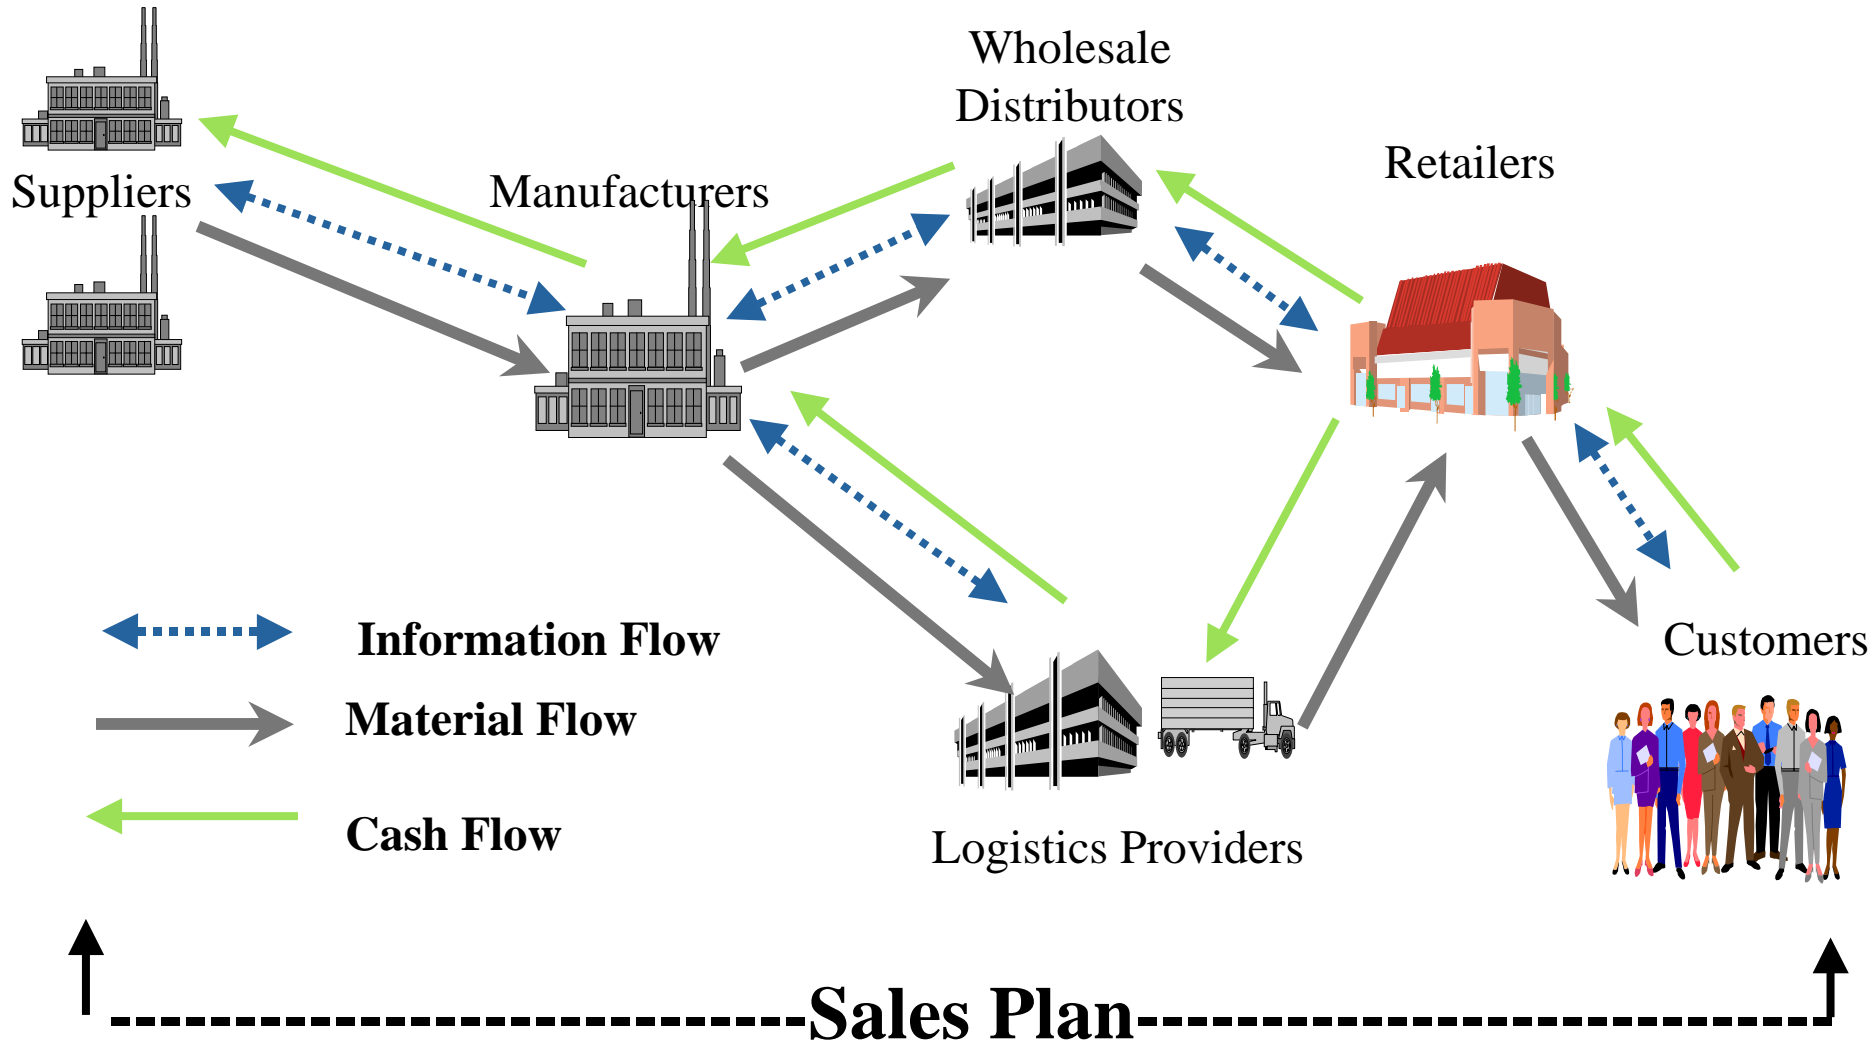 Wholesale
Distributors
Retailers
Suppliers
Manufacturers
Information Flow
Customers
Material Flow
Cash Flow
Logistics Providers
Sales Plan